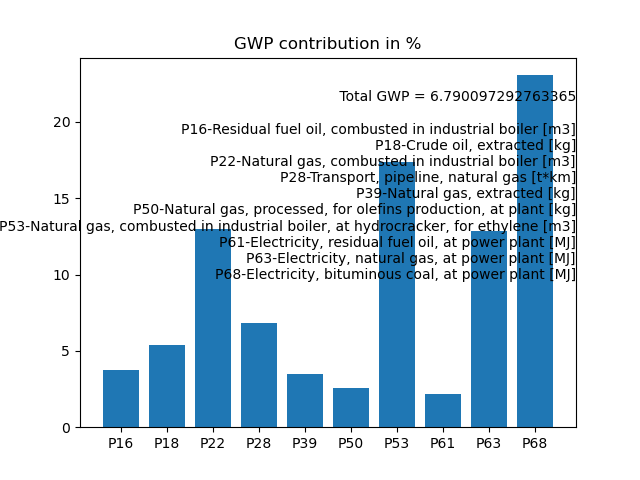 GWP contribution in %
Total GWP = 6.790097292763365
P16-Residual fuel oil, combusted in industrial boiler [m3]
P18-Crude oil, extracted [kg]
P22-Natural gas, combusted in industrial boiler [m3]
P28-Transport, pipeline, natural gas [t*km]
P39-Natural gas, extracted [kg]
P50-Natural gas, processed, for olefins production, at plant [kg]
P53-Natural gas, combusted in industrial boiler, at hydrocracker, for ethylene [m3]
P61-Electricity, residual fuel oil, at power plant [MJ]
P63-Electricity, natural gas, at power plant [MJ]
P68-Electricity, bituminous coal, at power plant [MJ]
20
15
10
5
0
P16 P18 P22 P28 P39 P50 P53 P61 P63 P68